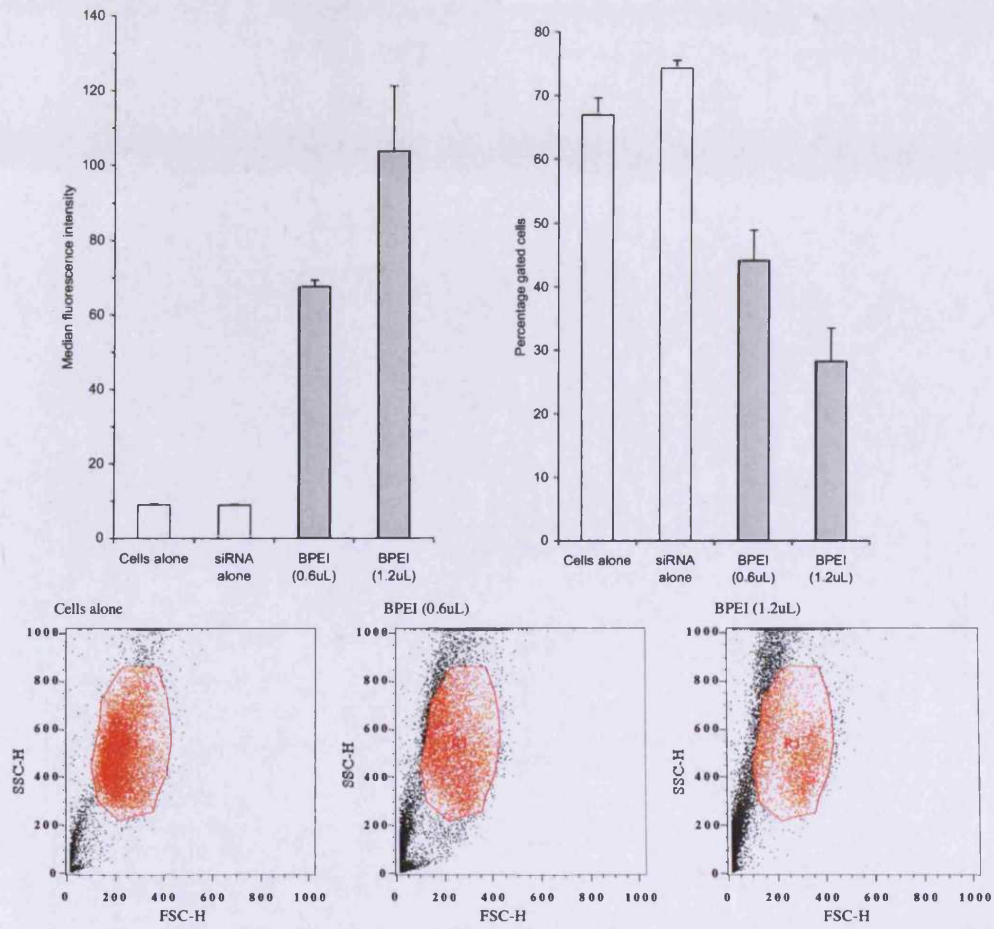 Median fluorescence intensity
140
120
100
80
60
40
20
0
Cells alone
siRNA alone
BPEI (0.6uL)
BPEI (1.2uL)
Percentage gated cells
80
70
60
50
40
30
20
10
0
Cells alone
siRNA alone
BPEI (0.6uL)
BPEI (1.2uL)
Cells alone
SSC-H
1000
800
600
400
200
0
0 200 400 600 800 1000
FSC-H
BPEI (0.6uL)
SSC-H
1000
800
600
400
200
0
0 200 400 600 800 1000
FSC-H
BPEI (1.2uL)
SSC-H
1000
800
600
400
200
0
0 200 400 600 800 1000
FSC-H